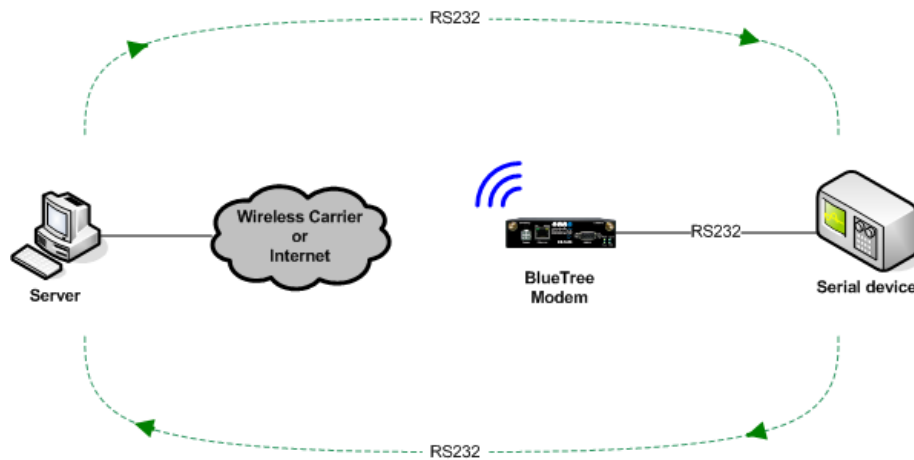 RS232
Wireless Carrier
or
Internet
RS232
Server
BlueTree
Modem
Serial device
RS232